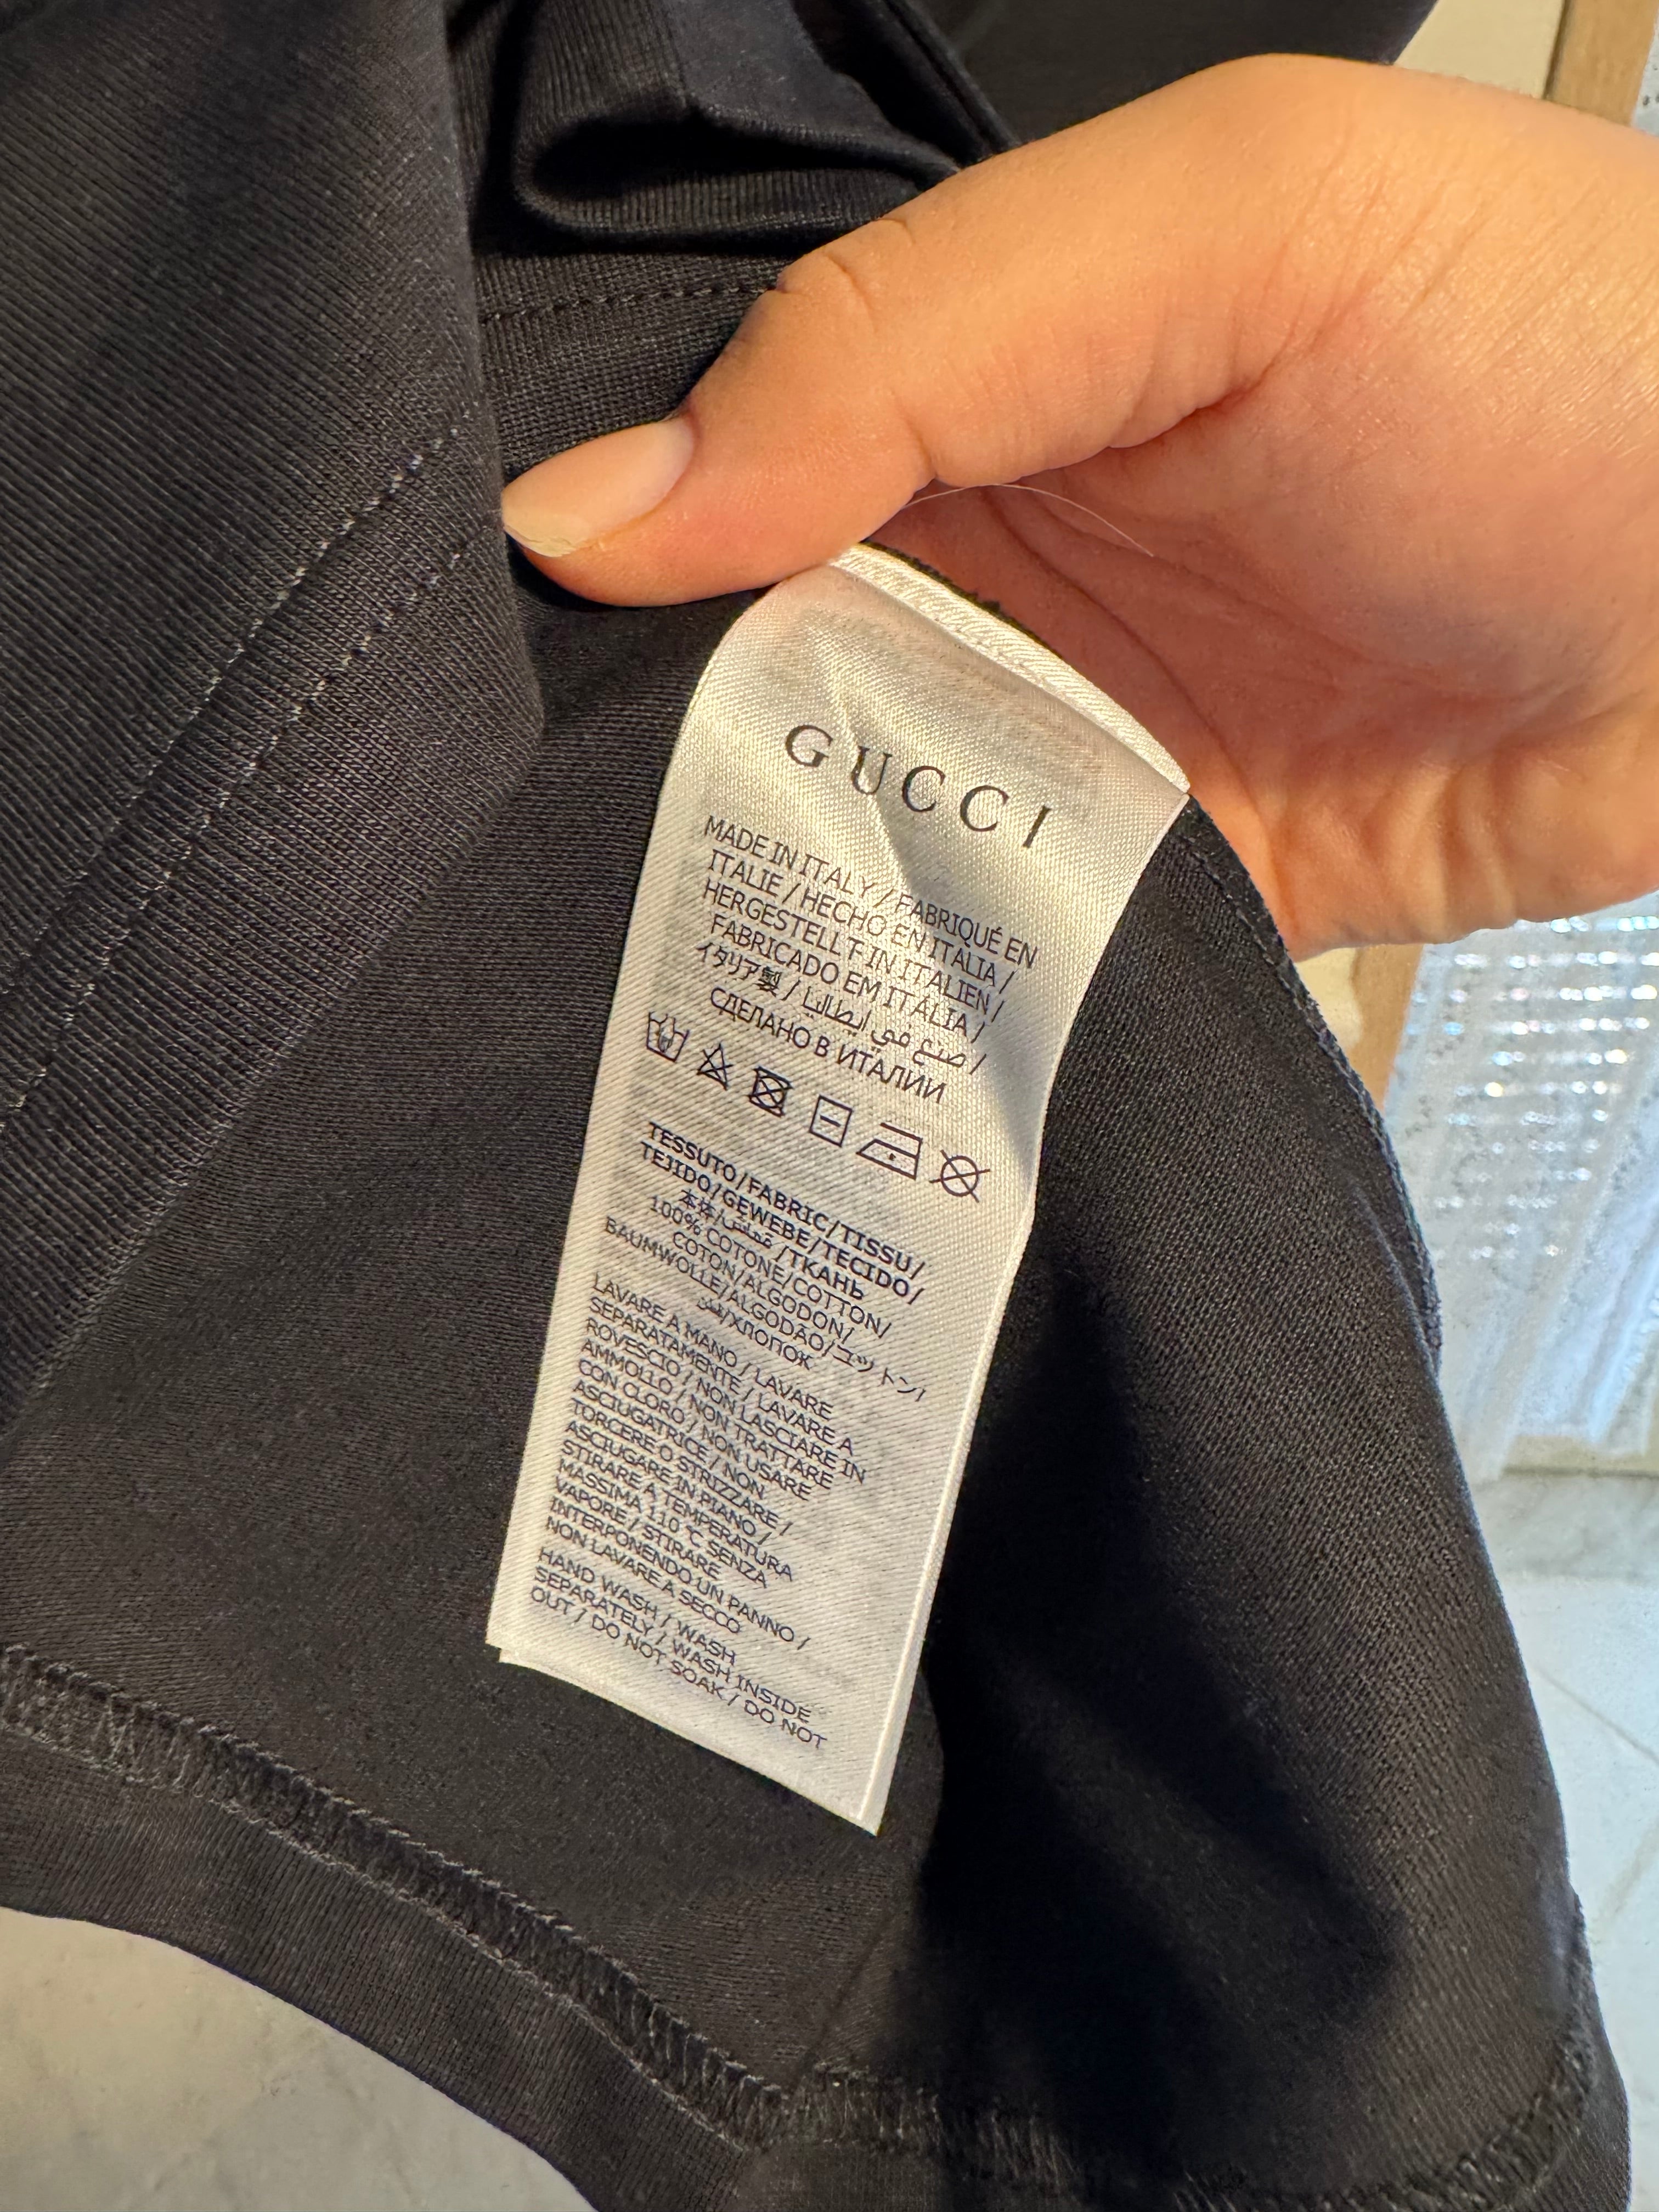 GUCCI
MADE IN ITALY / FABRIQUÉ EN
ITALIE / HECHO EN ITALIA /
HERGESTELLT IN ITALIEN /
FABRICADO EM ITÁLIA /
イタリア製 / صنع في إيطاليا /
СДЕЛАНО В ИТАЛИИ
TESSUTO/FABRIC/TISSU/
TEJIDO/GEWEBE/TECIDO/
本体/قماش/ТКАНЬ
100% COTONE/COTTON/
COTON/ALGODON/
BAUMWOLLE/ALGODÃO/コットン/
قطن/ХЛОПОК
LAVARE A MANO / LAVARE
SEPARATAMENTE / LAVARE A
ROVESCIO / NON LASCIARE IN
AMMOLLO / NON TRATTARE
CON CLORO / NON USARE
ASCIUGATRICE / NON
TORCERE O STRIZZARE /
ASCIUGARE IN PIANO /
STIRARE A TEMPERATURA
MASSIMA 110 °C SENZA
VAPORE / STIRARE
INTERPONENDO UN PANNO /
NON LAVARE A SECCO
HAND WASH / WASH
SEPARATELY / WASH INSIDE
OUT / DO NOT SOAK / DO NOT